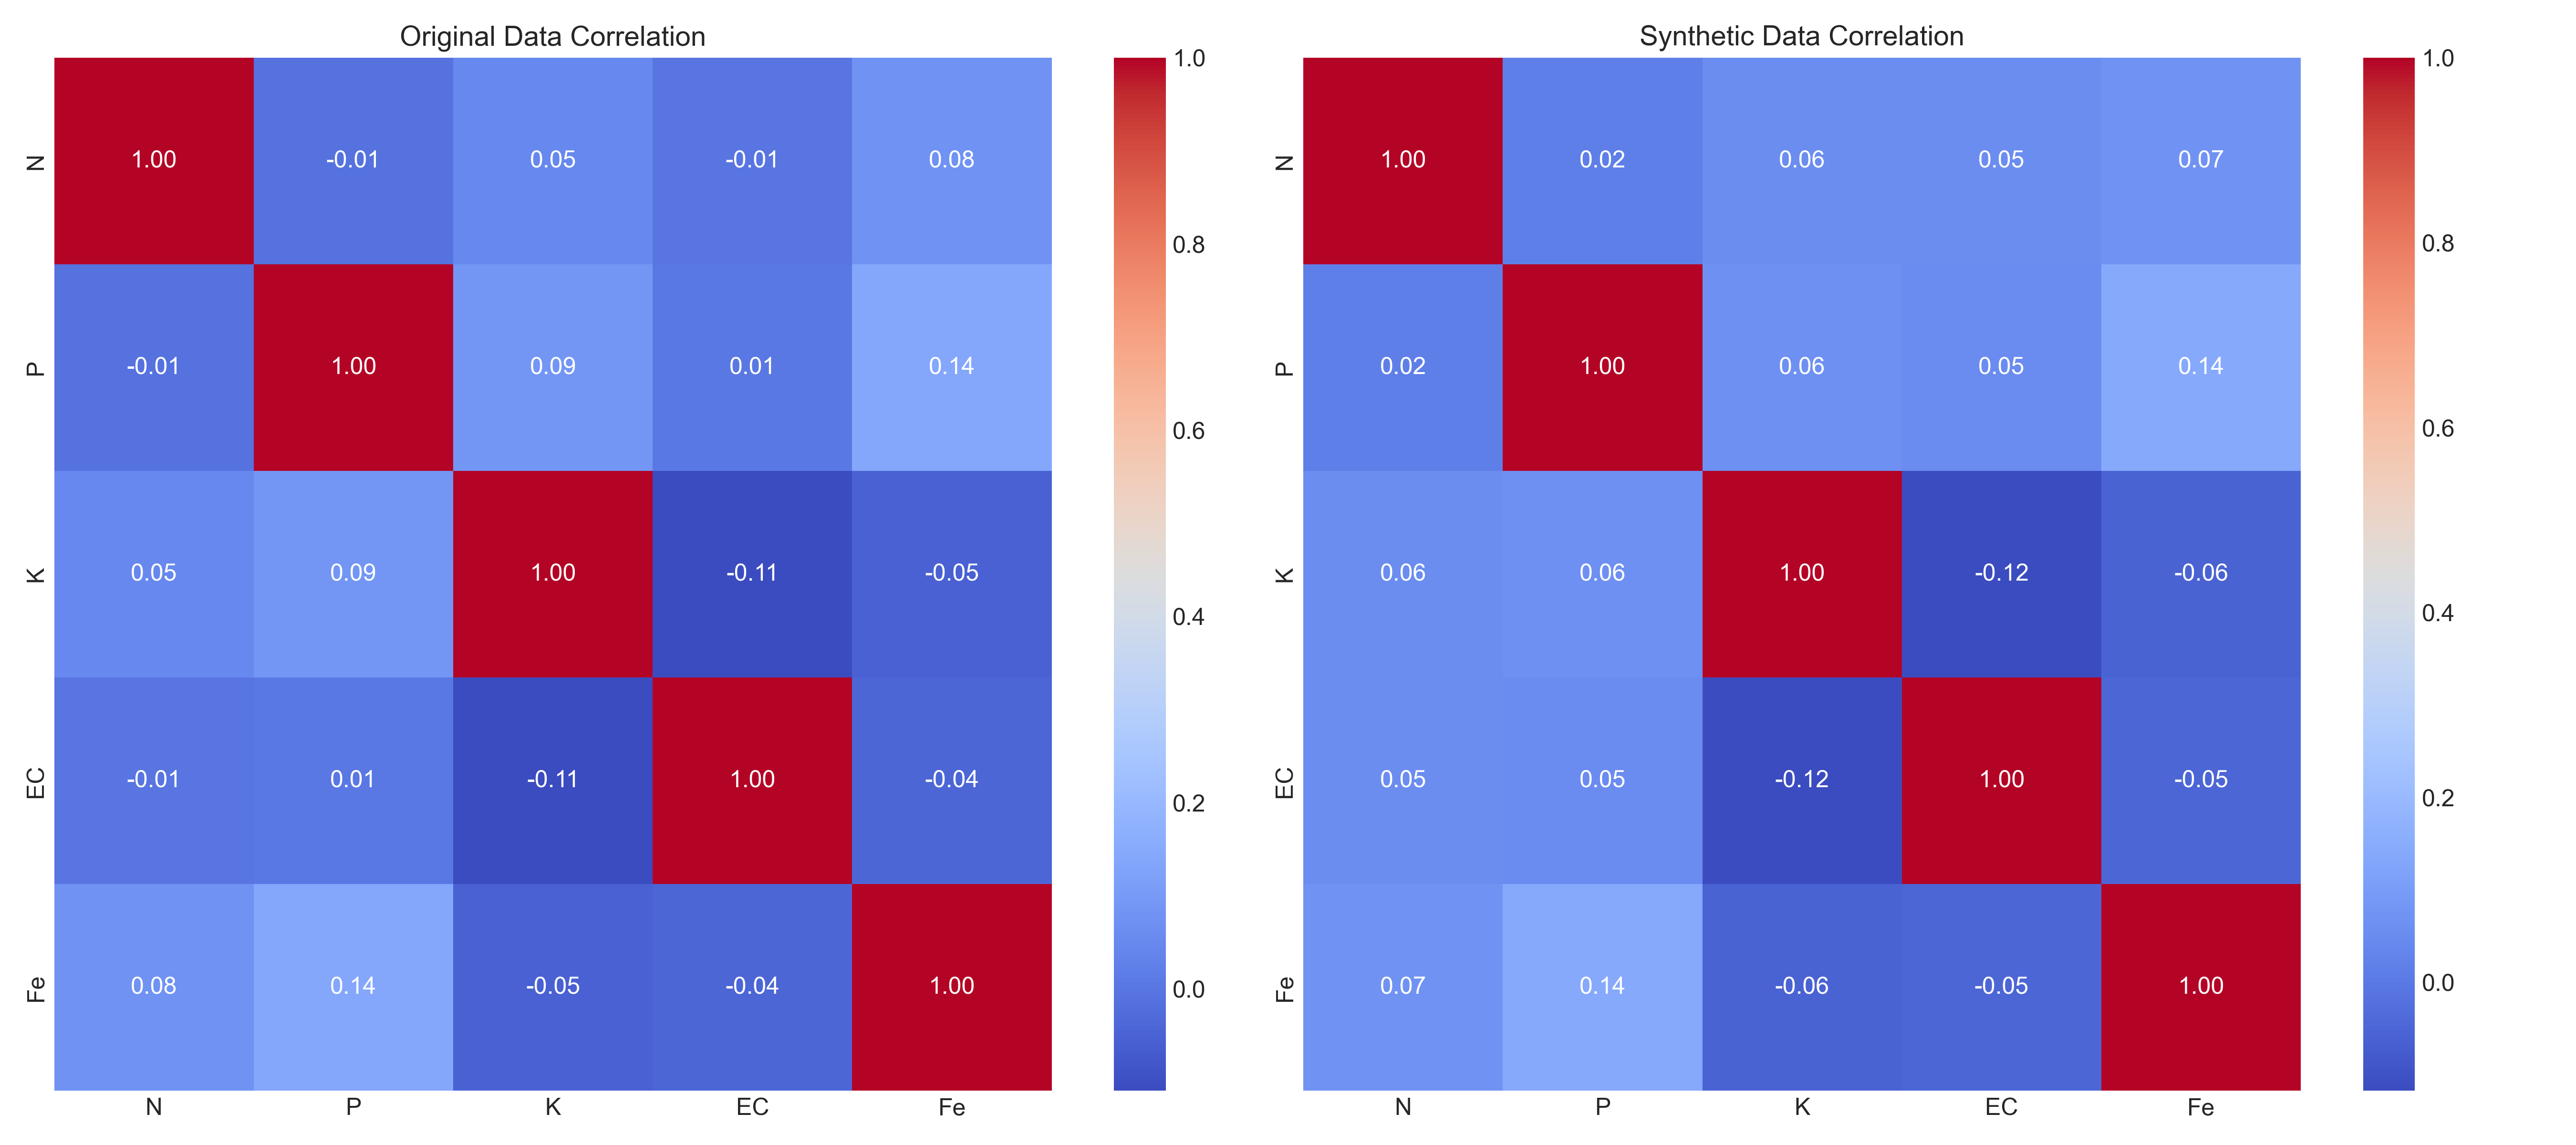 Original Data Correlation
N 1.00 -0.01 0.05 -0.01 0.08
P -0.01 1.00 0.09 0.01 0.14
K 0.05 0.09 1.00 -0.11 -0.05
EC -0.01 0.01 -0.11 1.00 -0.04
Fe 0.08 0.14 -0.05 -0.04 1.00
N P K EC Fe
1.0
0.8
0.6
0.4
0.2
0.0
Synthetic Data Correlation
N 1.00 0.02 0.06 0.05 0.07
P 0.02 1.00 0.06 0.05 0.14
K 0.06 0.06 1.00 -0.12 -0.06
EC 0.05 0.05 -0.12 1.00 -0.05
Fe 0.07 0.14 -0.06 -0.05 1.00
N P K EC Fe
1.0
0.8
0.6
0.4
0.2
0.0